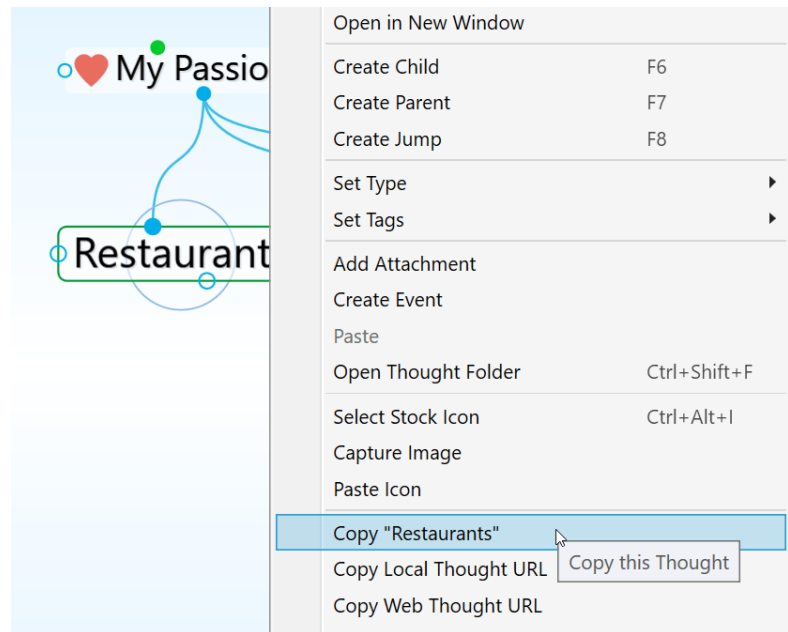 My Passio
Restaurant
Open in New Window
Create Child F6
Create Parent F7
Create Jump F8
Set Type
Set Tags
Add Attachment
Create Event
Paste
Open Thought Folder Ctrl+Shift+F
Select Stock Icon Ctrl+Alt+I
Capture Image
Paste Icon
Copy "Restaurants"
Copy this Thought
Copy Local Thought URL
Copy Web Thought URL